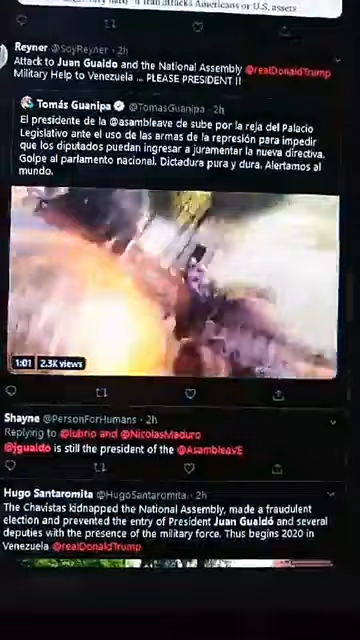 Iran attacks Americans or U.S. assets
Reyner @SoyReyner · 2h
Attack to Juan Gualdo and the National Assembly @realDonaldTrump
Military Help to Venezuela ... PLEASE PRESIDENT !!
Tomás Guanipa @TomasGuanipa · 2h
El presidente de la @asambleave de sube por la reja del Palacio
Legislativo ante el uso de las armas de la represión para impedir
que los diputados puedan ingresar a juramentar la nueva directiva.
Golpe al parlamento nacional. Dictadura pura y dura. Alertamos al
mundo.
1:01 2.3K views
Shayne @PersonForHumans · 2h
Replying to @lubrio and @NicolasMaduro
@jguaido is still the president of the @AsambleaVE
Hugo Santaromita @HugoSantaromita · 2h
The Chavistas kidnapped the National Assembly, made a fraudulent
election and prevented the entry of President Juan Gualdó and several
deputies with the presence of the military force. Thus begins 2020 in
Venezuela @realDonaldTrump